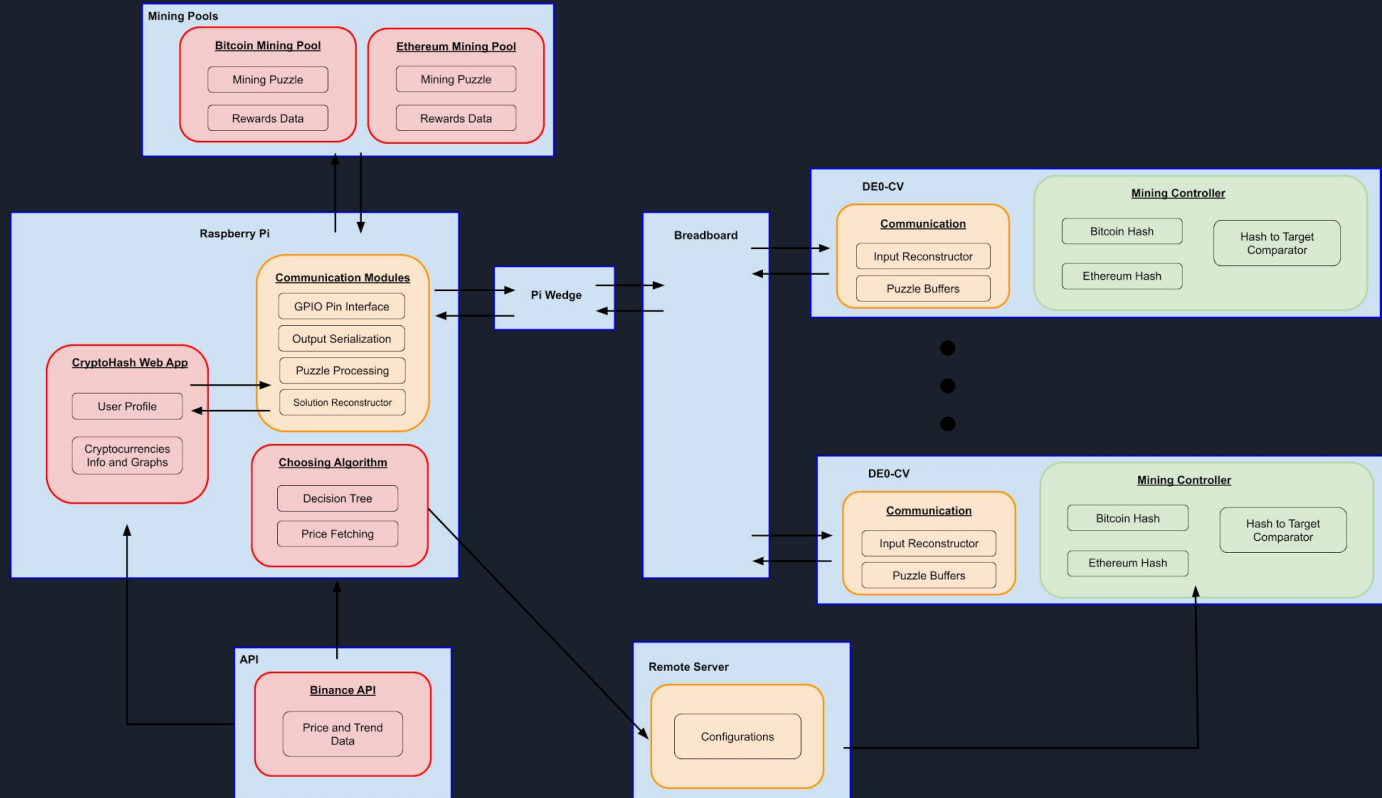 Mining Pools
Bitcoin Mining Pool
Mining Puzzle
Rewards Data
Ethereum Mining Pool
Mining Puzzle
Rewards Data
Raspberry Pi
Communication Modules
GPIO Pin Interface
Output Serialization
Puzzle Processing
Solution Reconstructor
CryptoHash Web App
User Profile
Cryptocurrencies
Info and Graphs
Choosing Algorithm
Decision Tree
Price Fetching
Pi Wedge
Breadboard
DE0-CV
Communication
Input Reconstructor
Puzzle Buffers
Mining Controller
Bitcoin Hash
Ethereum Hash
Hash to Target
Comparator
DE0-CV
Communication
Input Reconstructor
Puzzle Buffers
Mining Controller
Bitcoin Hash
Ethereum Hash
Hash to Target
Comparator
API
Binance API
Price and Trend
Data
Remote Server
Configurations